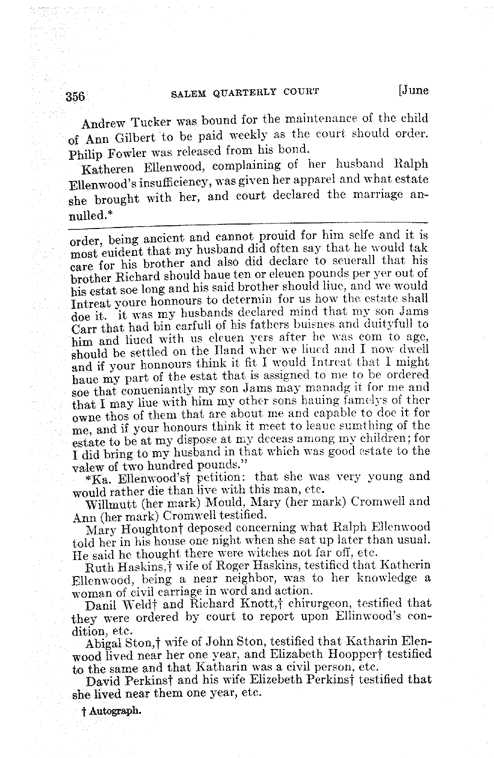 356 SALEM QUARTERLY COURT [June
Andrew Tucker was bound for the maintenance of the child
of Ann Gilbert to be paid weekly as the court should order.
Philip Fowler was released from his bond.
Katheren Ellenwood, complaining of her husband Ralph
Ellenwood's insufficiency, was given her apparel and what estate
she brought with her, and court declared the marriage an-
nulled.*
order, being ancient and cannot prouid for him selfe and it is
most euident that my husband did often say that he would tak
care for his brother and also did declare to seuerall that his
brother Richard should haue ten or eleuen pounds per yer out of
his estat soe long and his said brother should liue, and we would
Intreat youre honnours to determin for us how the estate shall
doe it. it was my husbands declared mind that my son Jams
Carr that had bin carfull of his fathers buisnes and duityfull to
him and liued with us eleuen yers after he was com to age,
should be settled on the Iland wher we liued and I now dwell
and if your honnours think it fit I would Intreat that I might
haue my part of the estat that is assigned to me to be ordered
soe that conueniantly my son Jams may manadg it for me and
that I may liue with him my other sons hauing famelys of ther
owne thos of them that are about me and capable to doe it for
me, and if your honours think it meet to leaue sumthing of the
estate to be at my dispose at my deceas among my children; for
I did bring to my husband in that which was good estate to the
valew of two hundred pounds."
*Ka. Ellenwood's† petition: that she was very young and
would rather die than live with this man, etc.
Willmutt (her mark) Mould, Mary (her mark) Cromwell and
Ann (her mark) Cromwell testified.
Mary Houghton† deposed concerning what Ralph Ellenwood
told her in his house one night when she sat up later than usual.
He said he thought there were witches not far off, etc.
Ruth Haskins,† wife of Roger Haskins, testified that Katherin
Ellenwood, being a near neighbor, was to her knowledge a
woman of civil carriage in word and action.
Danil Weld† and Richard Knott,† chirurgeon, testified that
they were ordered by court to report upon Ellinwood's con-
dition, etc.
Abigal Ston,† wife of John Ston, testified that Katharin Elen-
wood lived near her one year, and Elizabeth Hoopper† testified
to the same and that Katharin was a civil person, etc.
David Perkins† and his wife Elizebeth Perkins† testified that
she lived near them one year, etc.
† Autograph.